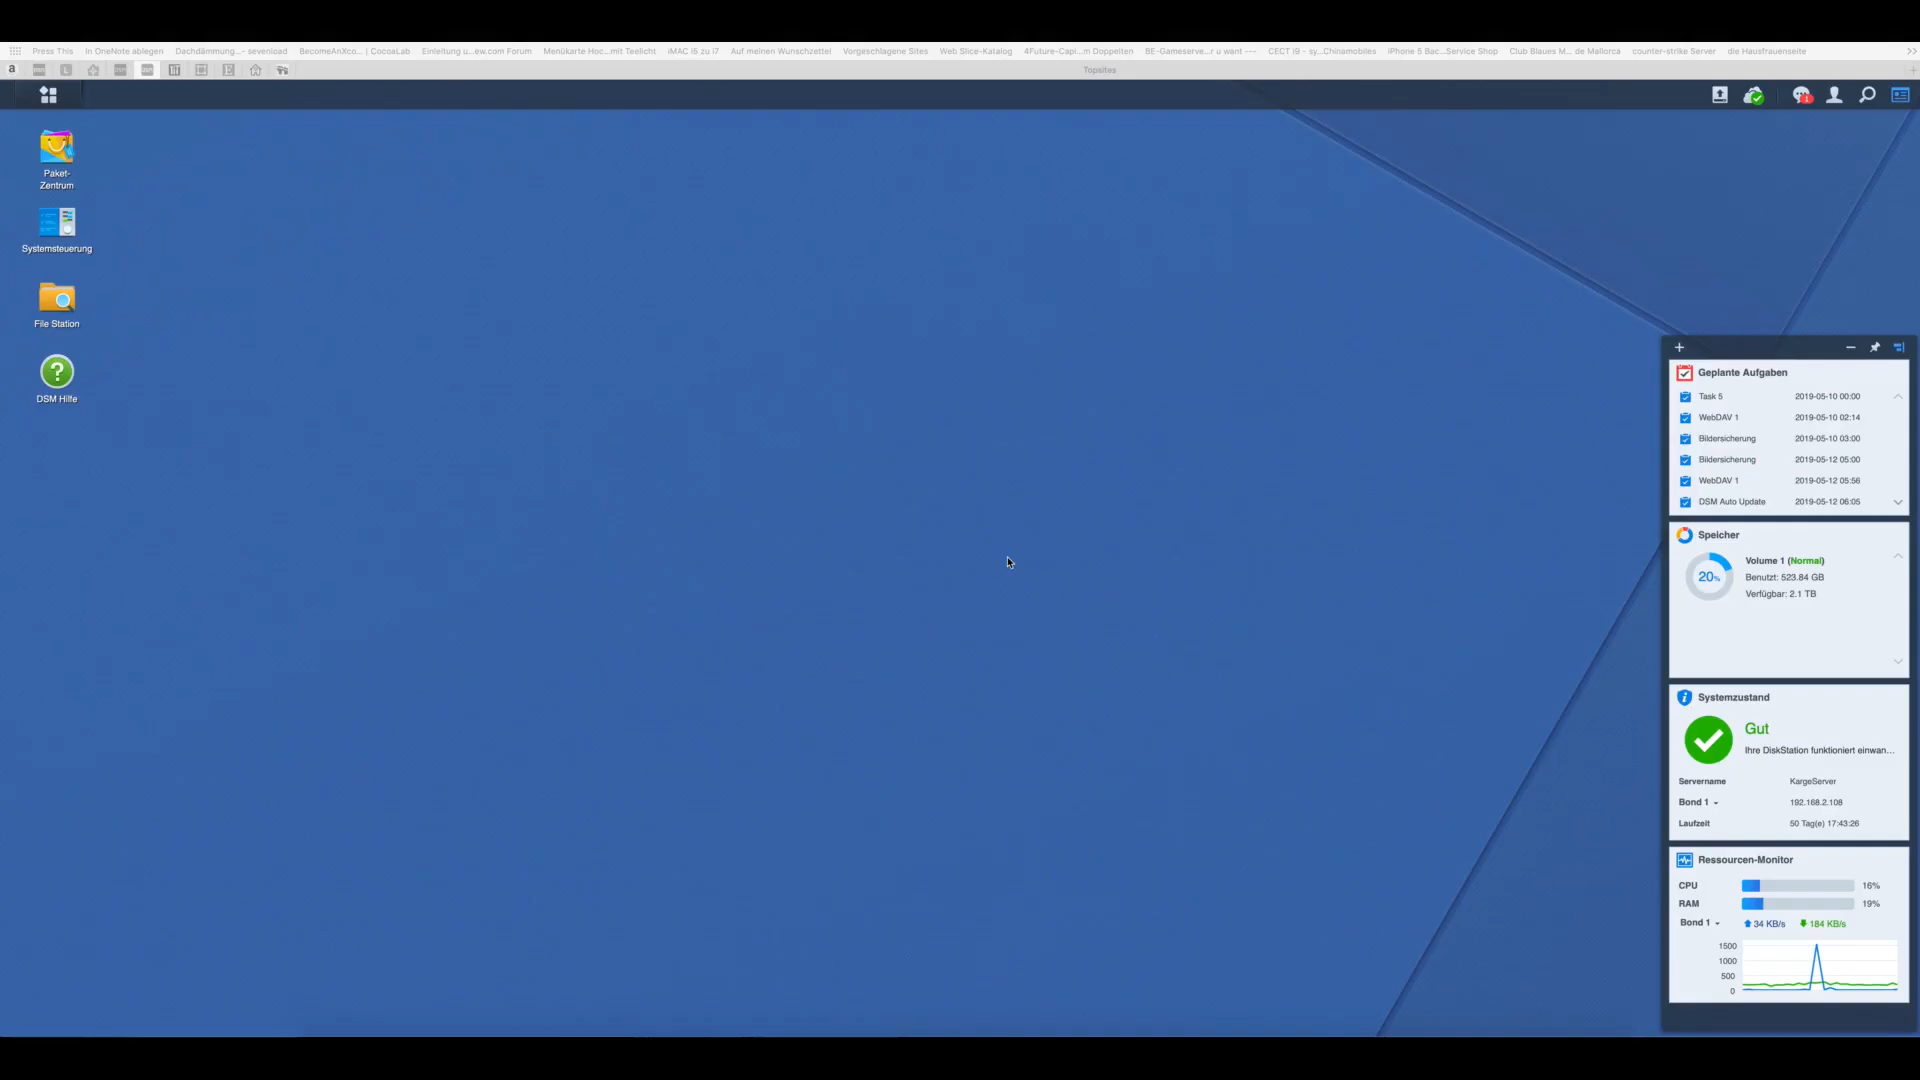 Press This In OneNote ablegen Dachdämmung...- sevenload BecomeAnXco... | CocoaLab Einleitung u...ew.com Forum Menükarte Hoc...mit Teelicht iMAC i5 zu i7 Auf meinen Wunschzettel Vorgeschlagene Sites Web Slice-Katalog 4Future-Capi...m Doppelten BE-Gameserve...r u want --- CECT i9 - sy...Chinamobiles iPhone 5 Bac...Service Shop Club Blaues M... de Mallorca counter-strike Server die Hausfrauenseite
Topsites
Paket-
Zentrum
Systemsteuerung
File Station
DSM Hilfe
Geplante Aufgaben
Task 5 2019-05-10 00:00
WebDAV 1 2019-05-10 02:14
Bildersicherung 2019-05-10 03:00
Bildersicherung 2019-05-12 05:00
WebDAV 1 2019-05-12 05:56
DSM Auto Update 2019-05-12 06:05
Speicher
20%
Volume 1 (Normal)
Benutzt: 523.84 GB
Verfügbar: 2.1 TB
Systemzustand
Gut
Ihre DiskStation funktioniert einwan...
Servername KargeServer
Bond 1 192.168.2.108
Laufzeit 50 Tag(e) 17:43:26
Ressourcen-Monitor
CPU 16%
RAM 19%
Bond 1 34 KB/s 184 KB/s
1500
1000
500
0